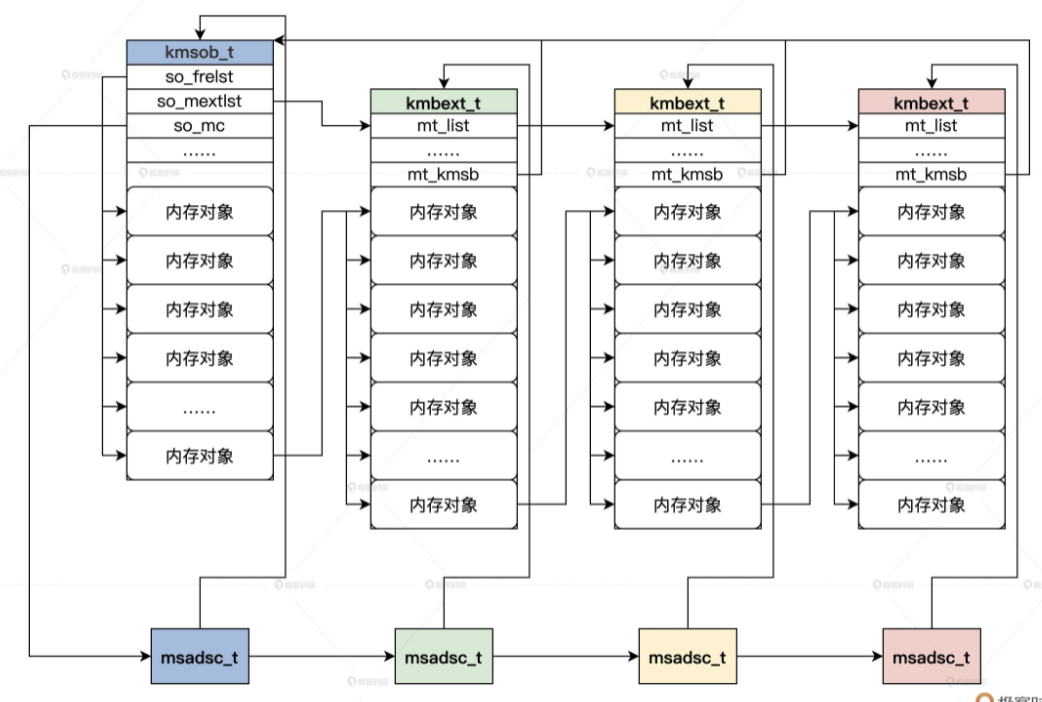 kmsob_t
so_frelst
so_mextlst
so_mc
......
内存对象
内存对象
内存对象
内存对象
......
内存对象
kmbext_t
mt_list
......
mt_kmsb
内存对象
内存对象
内存对象
内存对象
内存对象
......
内存对象
kmbext_t
mt_list
......
mt_kmsb
内存对象
内存对象
内存对象
内存对象
内存对象
......
内存对象
kmbext_t
mt_list
......
mt_kmsb
内存对象
内存对象
内存对象
内存对象
内存对象
......
内存对象
msadsc_t
msadsc_t
msadsc_t
msadsc_t